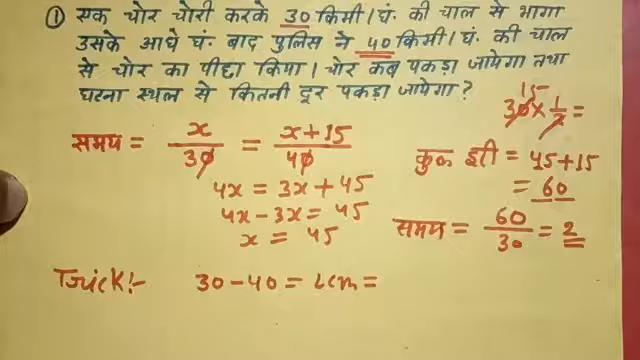 ① एक चोर चोरी करके 30 किमी/घं. की चाल से भागा
उसके आधे घं. बाद पुलिस ने 40 किमी/घं. की चाल
से चोर का पीछा किया। चोर कब पकड़ा जायेगा तथा
घटना स्थल से कितनी दूर पकड़ा जायेगा?
15
30 × 1/2 =
समय = x/30 = x+15/40
4x = 3x + 45
4x - 3x = 45
x = 45
कुल दूरी = 45+15
= 60
समय = 60/30 = 2
Trick:- 30 - 40 = LCM =